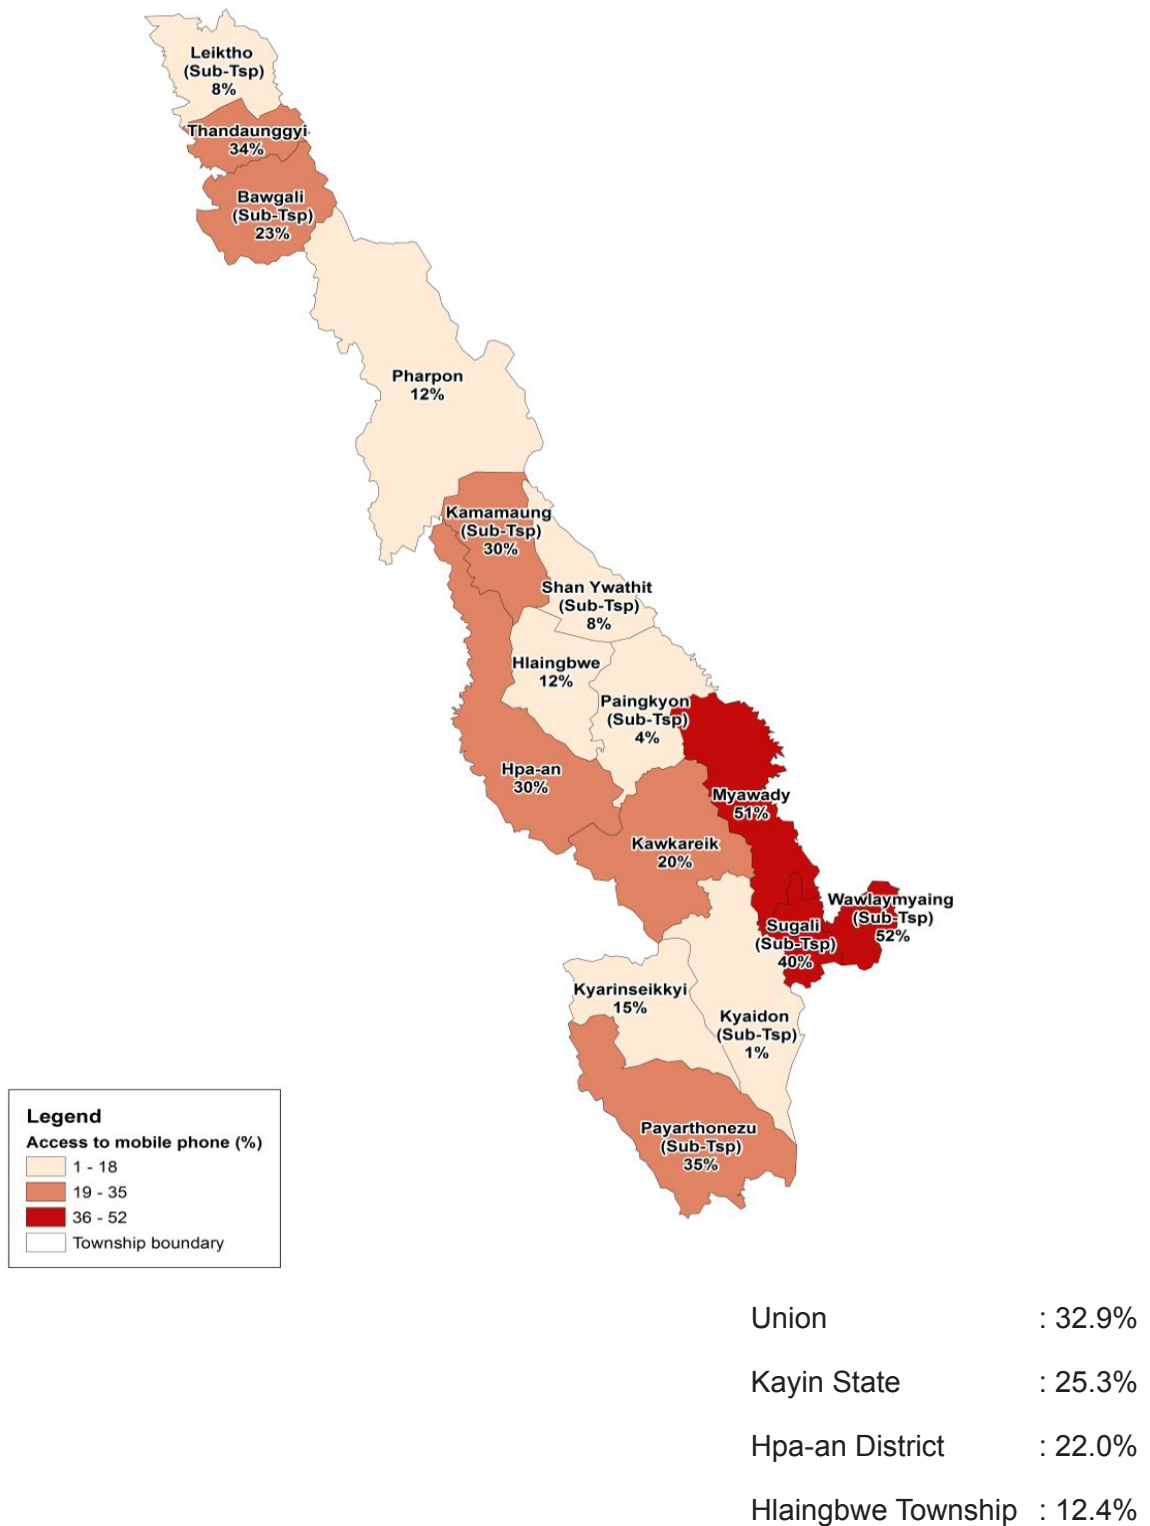 Leiktho
(Sub-Tsp)
8%
Thandaunggyi
34%
Bawgali
(Sub-Tsp)
23%
Pharpon
12%
Kamamaung
(Sub-Tsp)
30%
Shan Ywathit
(Sub-Tsp)
8%
Hlaingbwe
12%
Paingkyon
(Sub-Tsp)
4%
Hpa-an
30%
Myawady
51%
Kawkareik
20%
Wawlaymyaing
(Sub-Tsp)
52%
Sugali
(Sub-Tsp)
40%
Kyarinseikkyi
15%
Kyaidon
(Sub-Tsp)
1%
Payarthonezu
(Sub-Tsp)
35%
Legend
Access to mobile phone (%)
1 - 18
19 - 35
36 - 52
Township boundary
Union : 32.9%
Kayin State : 25.3%
Hpa-an District : 22.0%
Hlaingbwe Township : 12.4%